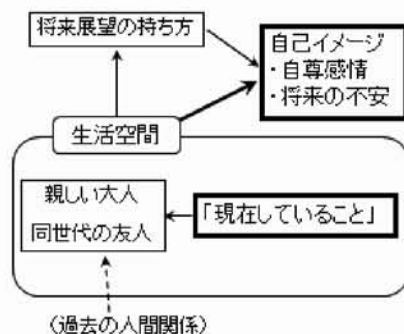 将来展望の持ち方
自己イメージ
・自尊感情
・将来の不安
生活空間
親しい大人
同世代の友人
「現在していること」
(過去の人間関係)